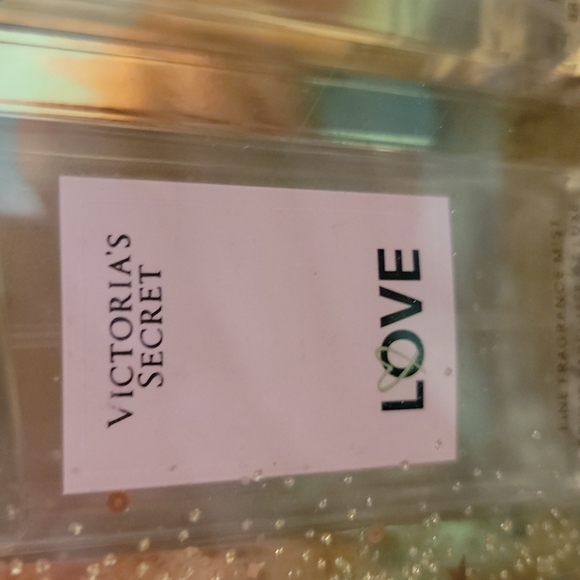 VICTORIA'S
SECRET
LOVE
FINE FRAGRANCE MIST